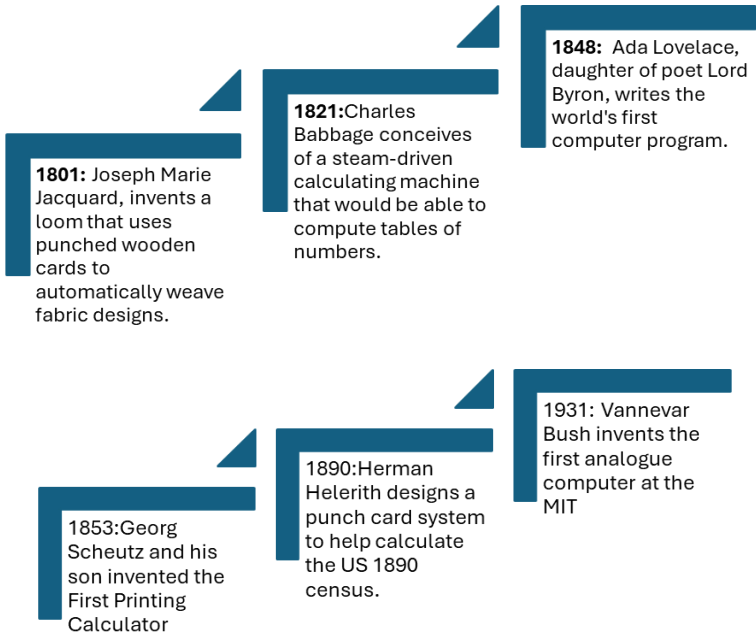 1801: Joseph Marie
Jacquard, invents a
loom that uses
punched wooden
cards to
automatically weave
fabric designs.
1821:Charles
Babbage conceives
of a steam-driven
calculating machine
that would be able to
compute tables of
numbers.
1848: Ada Lovelace,
daughter of poet Lord
Byron, writes the
world's first
computer program.
1853:Georg
Scheutz and his
son invented the
First Printing
Calculator
1890:Herman
Helerith designs a
punch card system
to help calculate
the US 1890
census.
1931: Vannevar
Bush invents the
first analogue
computer at the
MIT